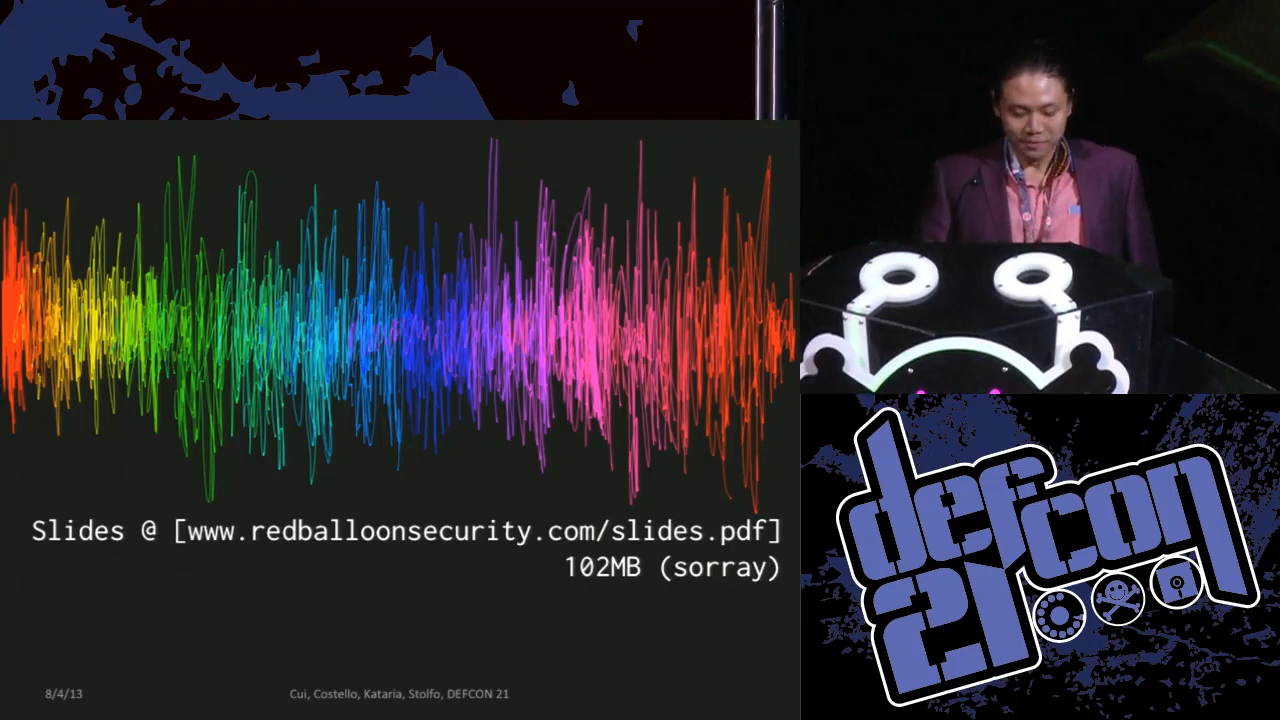 Slides @ [www.redballoonsecurity.com/slides.pdf]
102MB (sorray)
8/4/13
Cui, Costello, Kataria, Stolfo, DEFCON 21
defcon
21